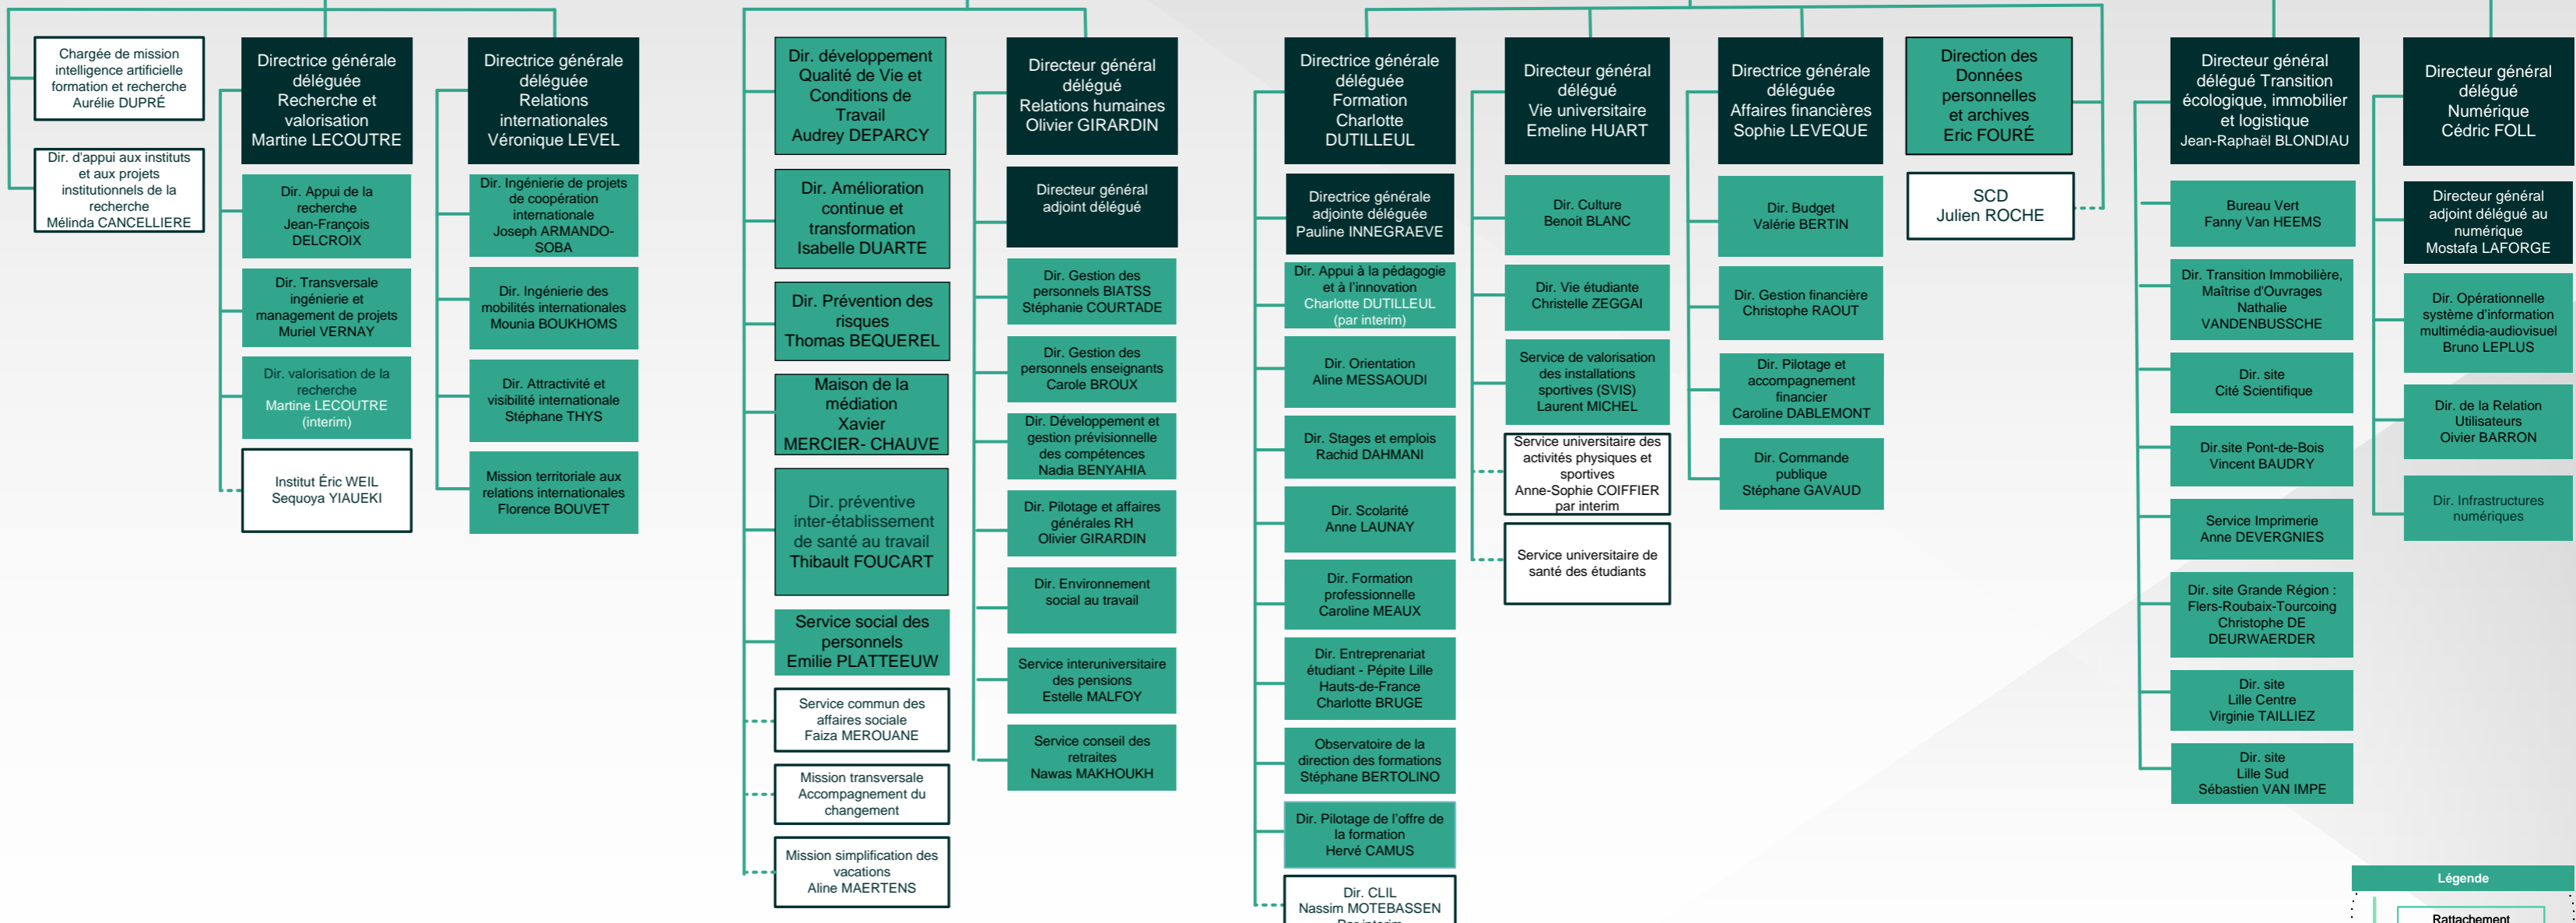 Chargée de mission
intelligence artificielle
formation et recherche
Aurélie DUPRÉ
Dir. d'appui aux instituts
et aux projets
institutionnels de la
recherche
Mélinda CANCELLIERE
Directrice générale
déléguée
Recherche et
valorisation
Martine LECOUTRE
Dir. Appui de la
recherche
Jean-François
DELCROIX
Dir. Transversale
ingénierie et
management de projets
Muriel VERNAY
Dir. valorisation de la
recherche
Martine LECOUTRE
(interim)
Institut Éric WEIL
Sequoya YIAUEKI
Directrice générale
déléguée
Relations
internationales
Véronique LEVEL
Dir. Ingénierie de projets
de coopération
internationale
Joseph ARMANDO-
SOBA
Dir. Ingénierie des
mobilités internationales
Mounia BOUKHOMS
Dir. Attractivité et
visibilité internationale
Stéphane THYS
Mission territoriale aux
relations internationales
Florence BOUVET
Dir. développement
Qualité de Vie et
Conditions de
Travail
Audrey DEPARCY
Dir. Amélioration
continue et
transformation
Isabelle DUARTE
Dir. Prévention des
risques
Thomas BEQUEREL
Maison de la
médiation
Xavier
MERCIER- CHAUVE
Dir. préventive
inter-établissement
de santé au travail
Thibault FOUCART
Service social des
personnels
Emilie PLATTEEUW
Service commun des
affaires sociale
Faiza MEROUANE
Mission transversale
Accompagnement du
changement
Mission simplification des
vacations
Aline MAERTENS
Directeur général
délégué
Relations humaines
Olivier GIRARDIN
Directeur général
adjoint délégué
Dir. Gestion des
personnels BIATSS
Stéphanie COURTADE
Dir. Gestion des
personnels enseignants
Carole BROUX
Dir. Développement et
gestion prévisionnelle
des compétences
Nadia BENYAHIA
Dir. Pilotage et affaires
générales RH
Olivier GIRARDIN
Dir. Environnement
social au travail
Service interuniversitaire
des pensions
Estelle MALFOY
Service conseil des
retraites
Nawas MAKHOUKH
Directrice générale
déléguée
Formation
Charlotte
DUTILLEUL
Directrice générale
adjointe déléguée
Pauline INNEGRAEVE
Dir. Appui à la pédagogie
et à l'innovation
Charlotte DUTILLEUL
(par interim)
Dir. Orientation
Aline MESSAOUDI
Dir. Stages et emplois
Rachid DAHMANI
Dir. Scolarité
Anne LAUNAY
Dir. Formation
professionnelle
Caroline MEAUX
Dir. Entreprenariat
étudiant - Pépite Lille
Hauts-de-France
Charlotte BRUGE
Observatoire de la
direction des formations
Stéphane BERTOLINO
Dir. Pilotage de l'offre de
la formation
Hervé CAMUS
Dir. CLIL
Nassim MOTEBASSEN
Par interim
Directeur général
délégué
Vie universitaire
Emeline HUART
Dir. Culture
Benoit BLANC
Dir. Vie étudiante
Christelle ZEGGAI
Service de valorisation
des installations
sportives (SVIS)
Laurent MICHEL
Service universitaire des
activités physiques et
sportives
Anne-Sophie COIFFIER
par interim
Service universitaire de
santé des étudiants
Directrice générale
déléguée
Affaires financières
Sophie LEVEQUE
Dir. Budget
Valérie BERTIN
Dir. Gestion financière
Christophe RAOUT
Dir. Pilotage et
accompagnement
financier
Caroline DABLEMONT
Dir. Commande
publique
Stéphane GAVAUD
Direction des
Données
personnelles
et archives
Eric FOURÉ
SCD
Julien ROCHE
Directeur général
délégué Transition
écologique, immobilier
et logistique
Jean-Raphaël BLONDIAU
Bureau Vert
Fanny Van HEEMS
Dir. Transition Immobilière,
Maîtrise d'Ouvrages
Nathalie
VANDENBUSSCHE
Dir. site
Cité Scientifique
Dir.site Pont-de-Bois
Vincent BAUDRY
Service Imprimerie
Anne DEVERGNIES
Dir. site Grande Région :
Flers-Roubaix-Tourcoing
Christophe DE
DEURWAERDER
Dir. site
Lille Centre
Virginie TAILLIEZ
Dir. site
Lille Sud
Sébastien VAN IMPE
Directeur général
délégué
Numérique
Cédric FOLL
Directeur général
adjoint délégué au
numérique
Mostafa LAFORGE
Dir. Opérationnelle
système d'information
multimédia-audiovisuel
Bruno LEPLUS
Dir. de la Relation
Utilisateurs
Oivier BARRON
Dir. Infrastructures
numériques
Légende
Rattachement